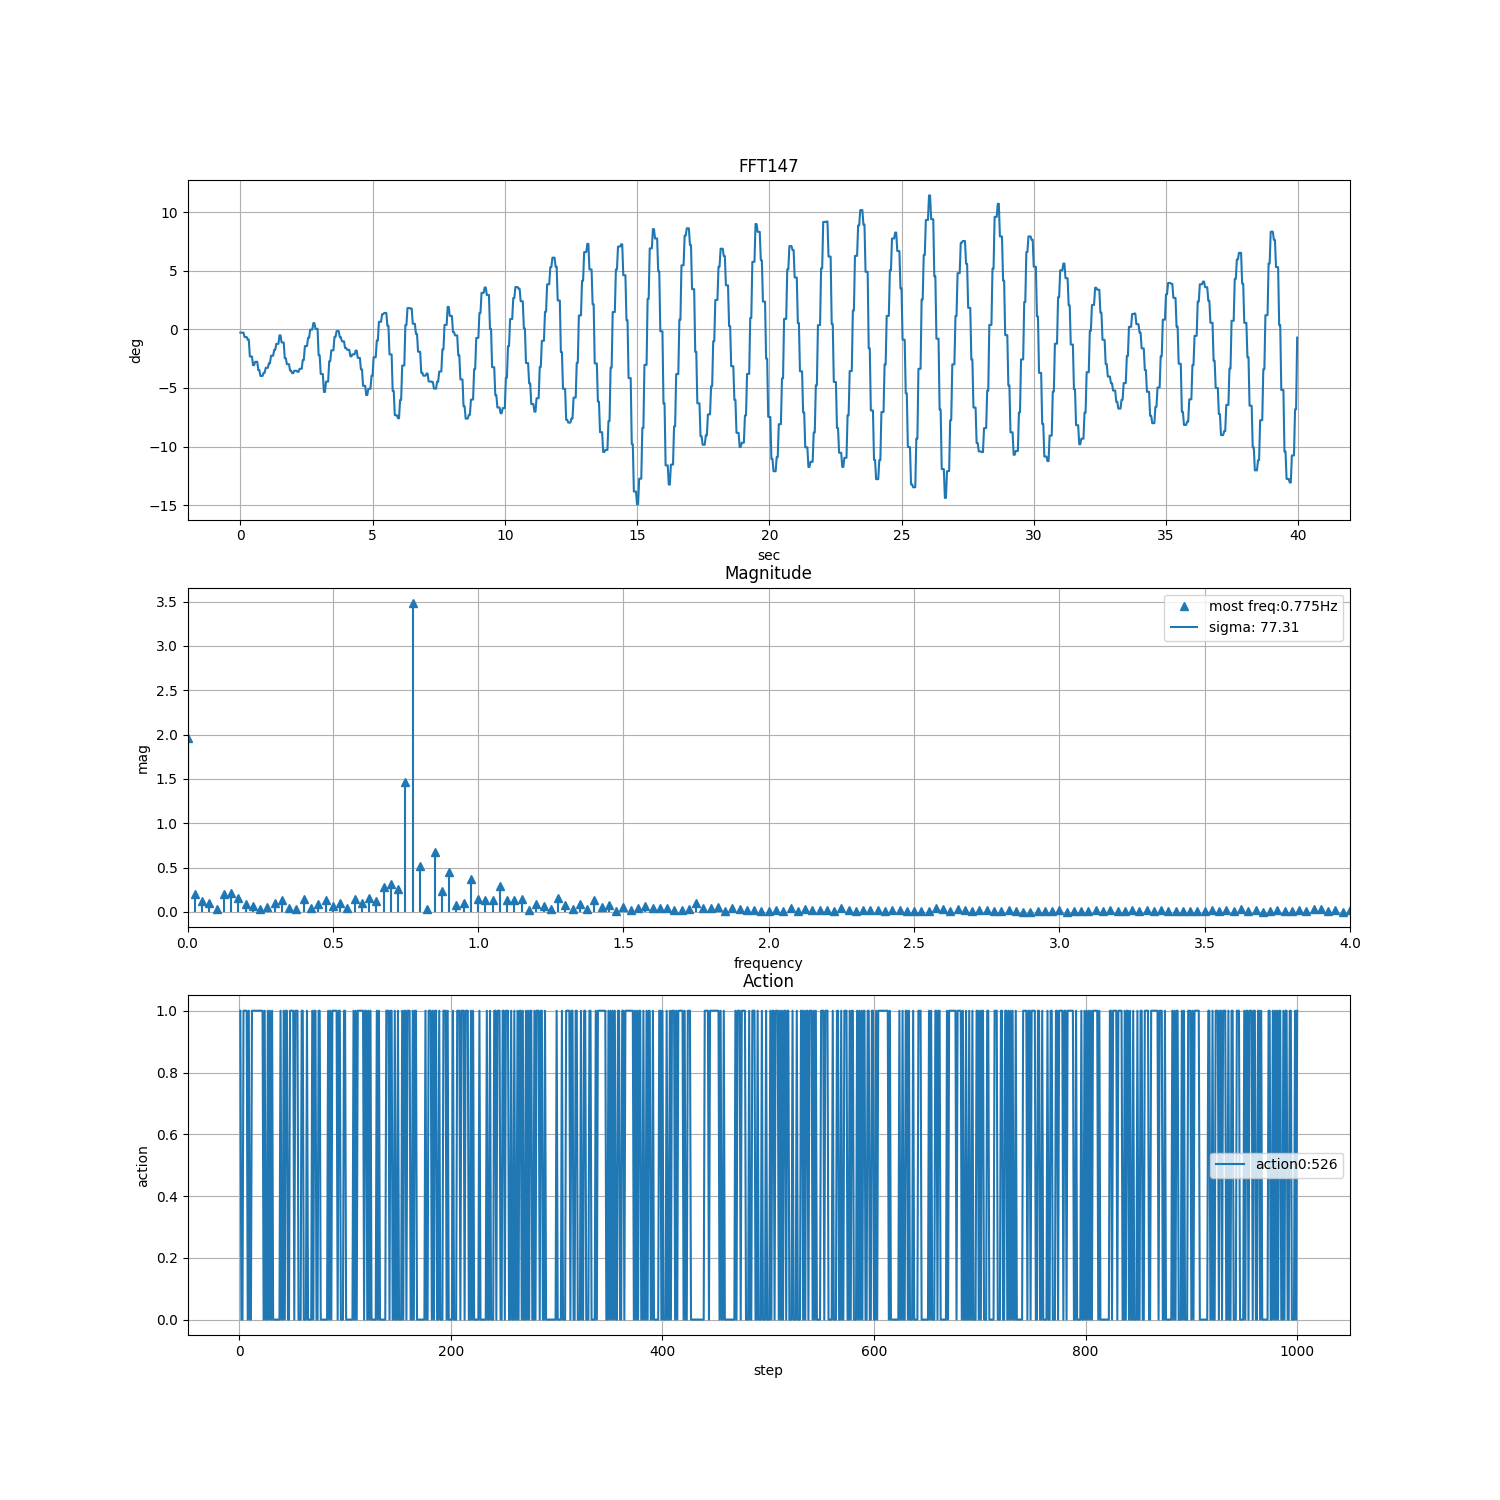 FFT147
10
5
0
−5
−10
−15
deg
0 5 10 15 20 25 30 35 40
sec
Magnitude
most freq:0.775Hz
sigma: 77.31
3.5
3.0
2.5
2.0
1.5
1.0
0.5
0.0
mag
0.0 0.5 1.0 1.5 2.0 2.5 3.0 3.5 4.0
frequency
Action
1.0
0.8
0.6
0.4
0.2
0.0
action
action0:526
0 200 400 600 800 1000
step